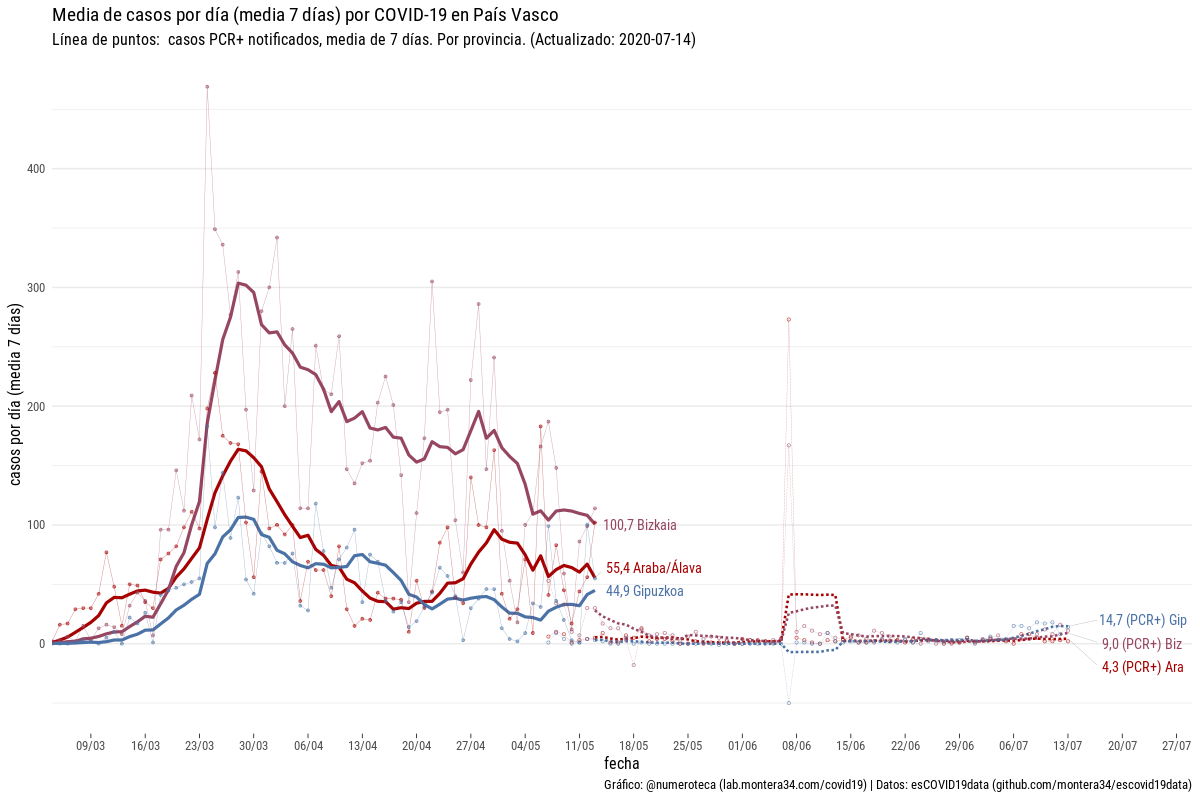 Media de casos por día (media 7 días) por COVID-19 en País Vasco
Línea de puntos:  casos PCR+ notificados, media de 7 días. Por provincia. (Actualizado: 2020-07-14)
casos por día (media 7 días)
400
300
200
100
0
100,7 Bizkaia
55,4 Araba/Álava
44,9 Gipuzkoa
14,7 (PCR+) Gip
9,0 (PCR+) Biz
4,3 (PCR+) Ara
09/03 16/03 23/03 30/03 06/04 13/04 20/04 27/04 04/05 11/05 18/05 25/05 01/06 08/06 15/06 22/06 29/06 06/07 13/07 20/07 27/07
fecha
Gráfico: @numeroteca (lab.montera34.com/covid19) | Datos: esCOVID19data (github.com/montera34/escovid19data)